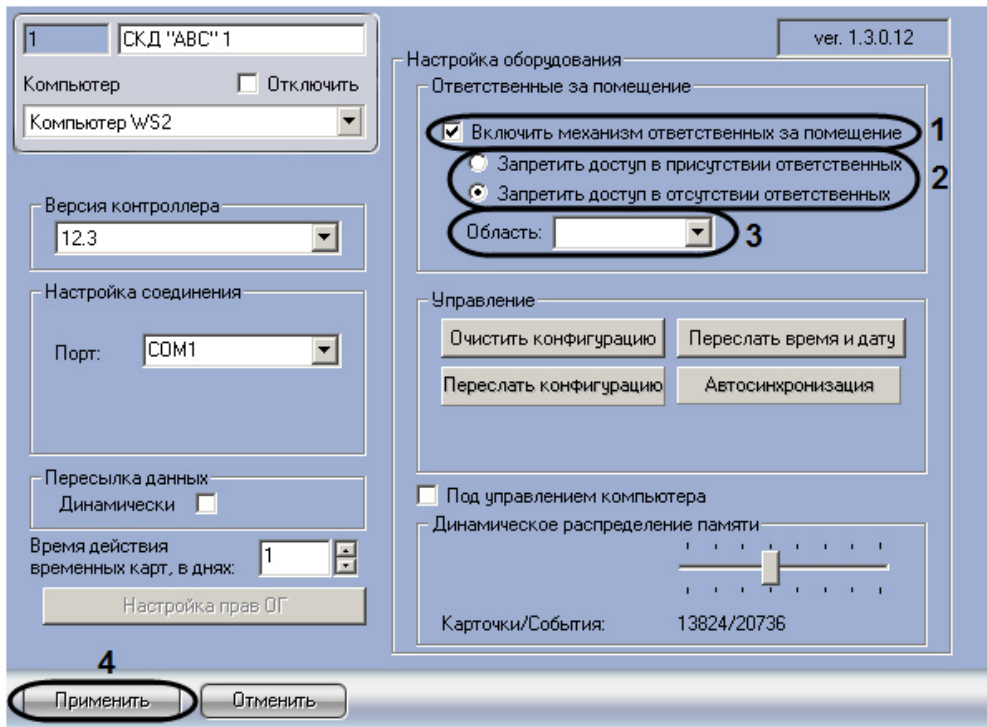 1
СКД "АВС" 1
Компьютер
Отключить
Компьютер WS2
ver. 1.3.0.12
Настройка оборудования
Ответственные за помещение
Включить механизм ответственных за помещение
1
Запретить доступ в присутствии ответственных
Запретить доступ в отсутствии ответственных
2
Область:
3
Версия контроллера
12.3
Настройка соединения
Порт:
COM1
Управление
Очистить конфигурацию
Переслать время и дату
Переслать конфигурацию
Автосинхронизация
Пересылка данных
Динамически
Время действия
временных карт, в днях:
1
Настройка прав ОГ
Под управлением компьютера
Динамическое распределение памяти
Карточки/События:
13824/20736
4
Применить
Отменить